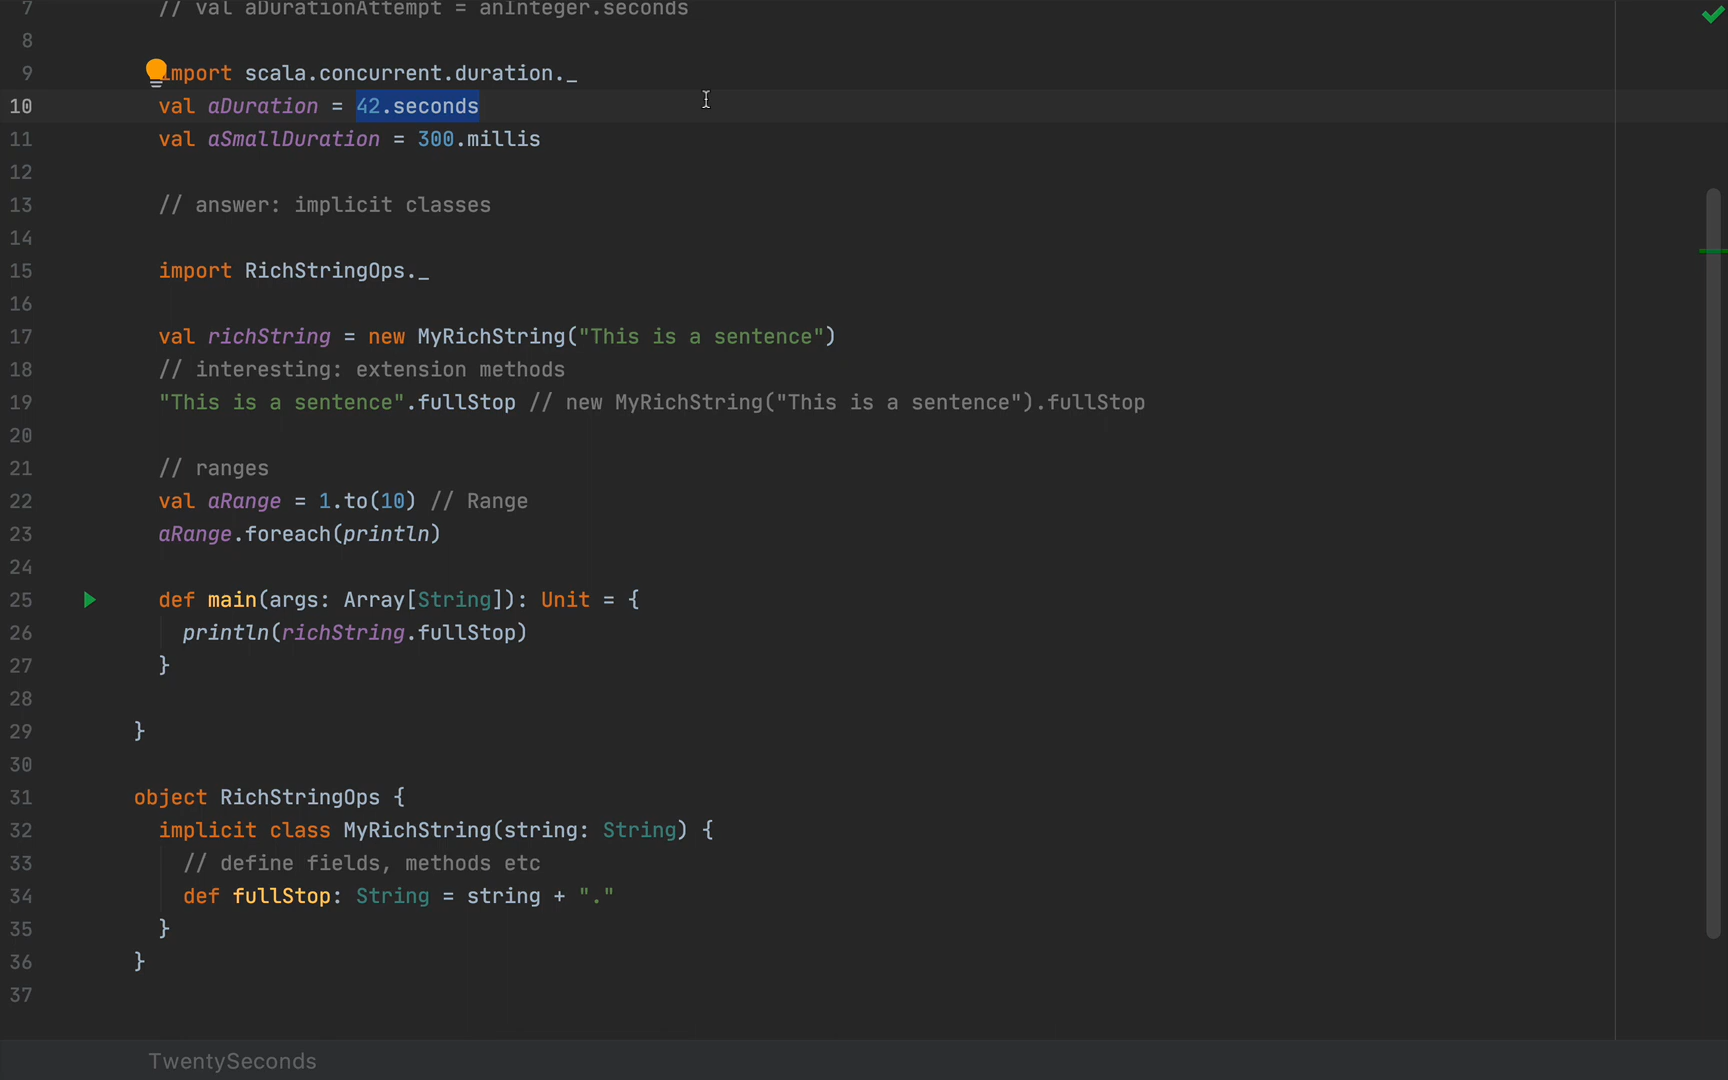 7 // val aDurationAttempt = anInteger.seconds
8
9 import scala.concurrent.duration._
10 val aDuration = 42.seconds
11 val aSmallDuration = 300.millis
12
13 // answer: implicit classes
14
15 import RichStringOps._
16
17 val richString = new MyRichString("This is a sentence")
18 // interesting: extension methods
19 "This is a sentence".fullStop // new MyRichString("This is a sentence").fullStop
20
21 // ranges
22 val aRange = 1.to(10) // Range
23 aRange.foreach(println)
24
25 def main(args: Array[String]): Unit = {
26 println(richString.fullStop)
27 }
28
29 }
30
31 object RichStringOps {
32 implicit class MyRichString(string: String) {
33 // define fields, methods etc
34 def fullStop: String = string + "."
35 }
36 }
37
TwentySeconds